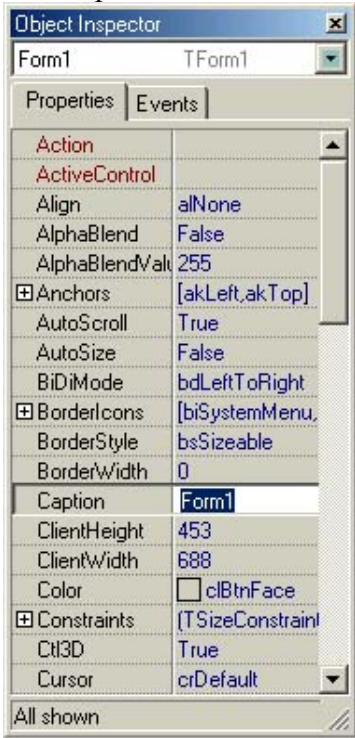 Object Inspector
Form1 TForm1
Properties Events
Action
ActiveControl
Align alNone
AlphaBlend False
AlphaBlendValu 255
Anchors [akLeft,akTop]
AutoScroll True
AutoSize False
BiDiMode bdLeftToRight
BorderIcons [biSystemMenu,
BorderStyle bsSizeable
BorderWidth 0
Caption Form1
ClientHeight 453
ClientWidth 688
Color clBtnFace
Constraints (TSizeConstraint
Ctl3D True
Cursor crDefault
All shown